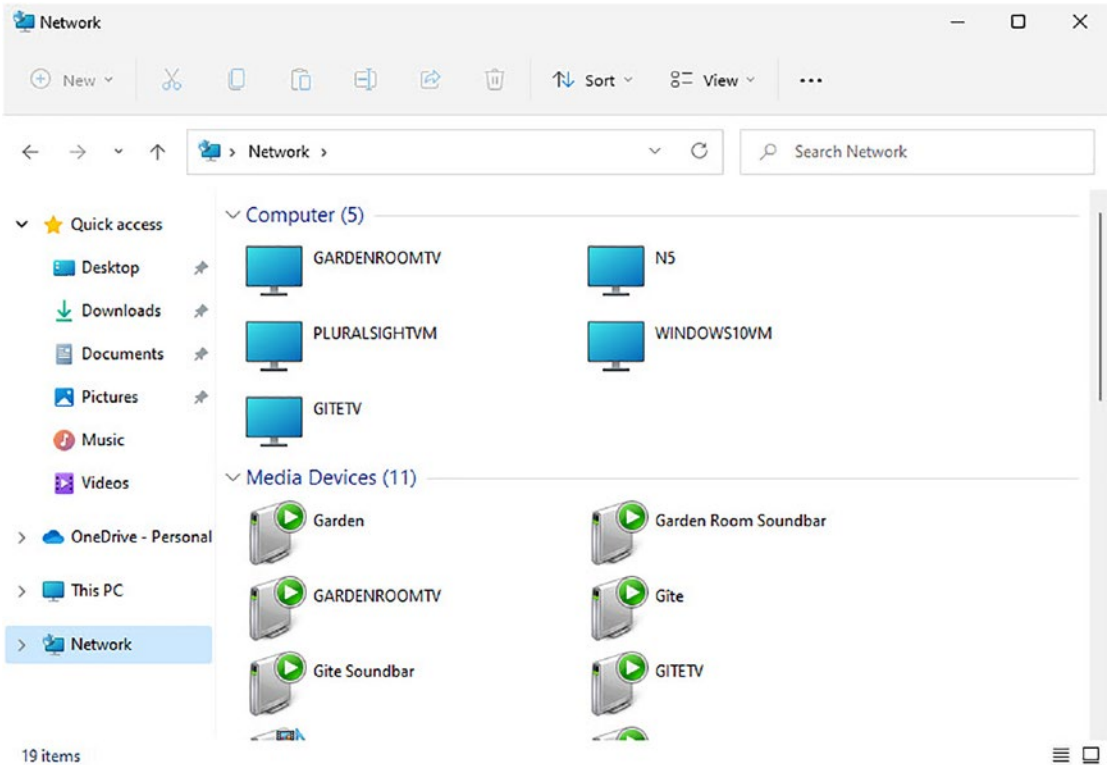 Network
New
Sort
View
Network
Search Network
Quick access
Desktop
Downloads
Documents
Pictures
Music
Videos
OneDrive - Personal
This PC
Network
Computer (5)
GARDENROOMTV
N5
PLURALSIGHTVM
WINDOWS10VM
GITETV
Media Devices (11)
Garden
Garden Room Soundbar
GARDENROOMTV
Gîte
Gite Soundbar
GITETV
19 items